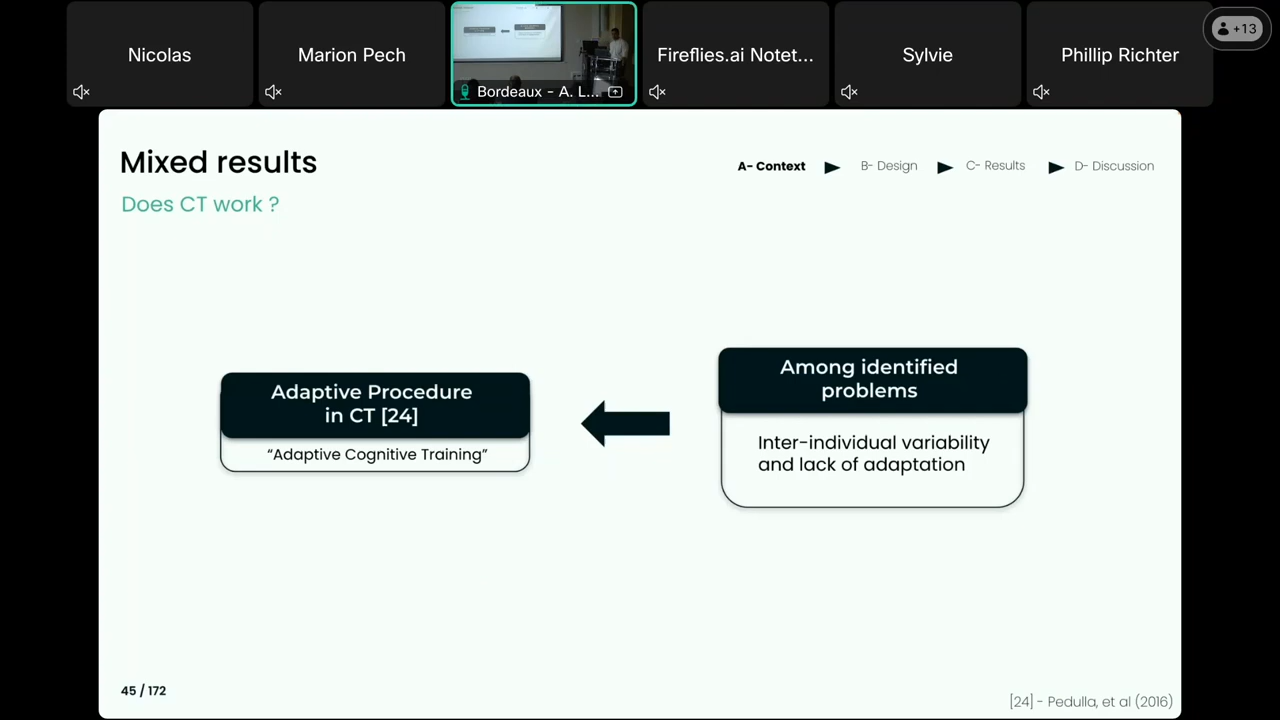 Nicolas
Marion Pech
Bordeaux - A. L...
Fireflies.ai Notet...
Sylvie
Phillip Richter
+13
Mixed results
Does CT work ?
A- Context
B- Design
C- Results
D- Discussion
Adaptive Procedure
in CT [24]
“Adaptive Cognitive Training”
Among identified
problems
Inter-individual variability
and lack of adaptation
45 / 172
[24] - Pedulla, et al (2016)